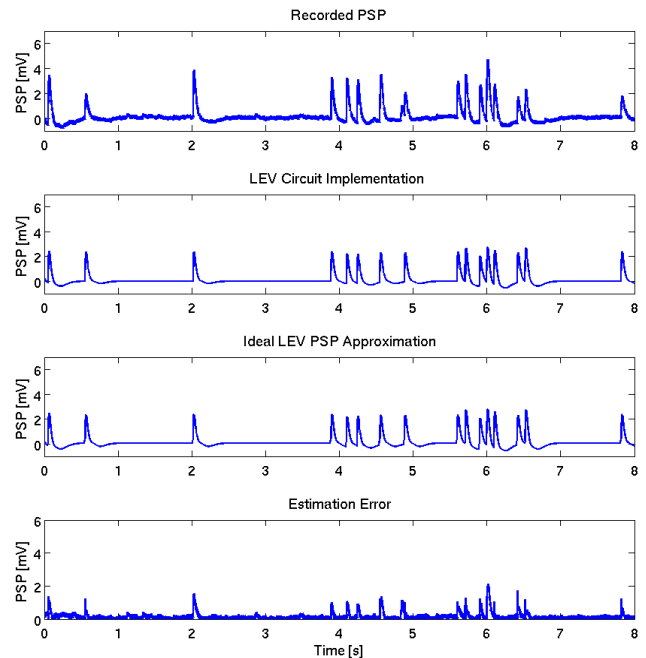 Recorded PSP
PSP [mV]
6
4
2
0
0 1 2 3 4 5 6 7 8
LEV Circuit Implementation
PSP [mV]
6
4
2
0
0 1 2 3 4 5 6 7 8
Ideal LEV PSP Approximation
PSP [mV]
6
4
2
0
0 1 2 3 4 5 6 7 8
Estimation Error
PSP [mV]
6
4
2
0
0 1 2 3 4 5 6 7 8
Time [s]